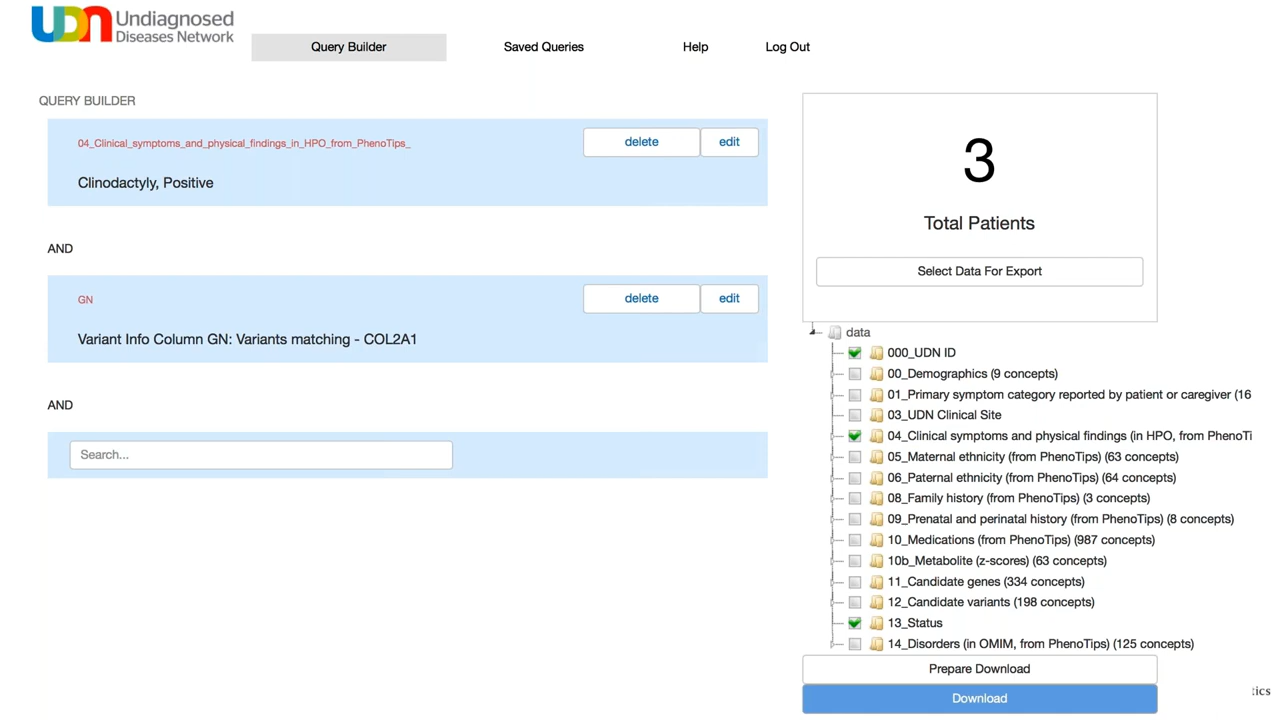 UDN Undiagnosed
Diseases Network
Query Builder
Saved Queries
Help
Log Out
QUERY BUILDER
04_Clinical_symptoms_and_physical_findings_in_HPO_from_PhenoTips_
delete
edit
Clinodactyly, Positive
AND
GN
delete
edit
Variant Info Column GN: Variants matching - COL2A1
AND
Search...
3
Total Patients
Select Data For Export
data
000_UDN ID
00_Demographics (9 concepts)
01_Primary symptom category reported by patient or caregiver (16
03_UDN Clinical Site
04_Clinical symptoms and physical findings (in HPO, from PhenoTi
05_Maternal ethnicity (from PhenoTips) (63 concepts)
06_Paternal ethnicity (from PhenoTips) (64 concepts)
08_Family history (from PhenoTips) (3 concepts)
09_Prenatal and perinatal history (from PhenoTips) (8 concepts)
10_Medications (from PhenoTips) (987 concepts)
10b_Metabolite (z-scores) (63 concepts)
11_Candidate genes (334 concepts)
12_Candidate variants (198 concepts)
13_Status
14_Disorders (in OMIM, from PhenoTips) (125 concepts)
Prepare Download
Download
tics